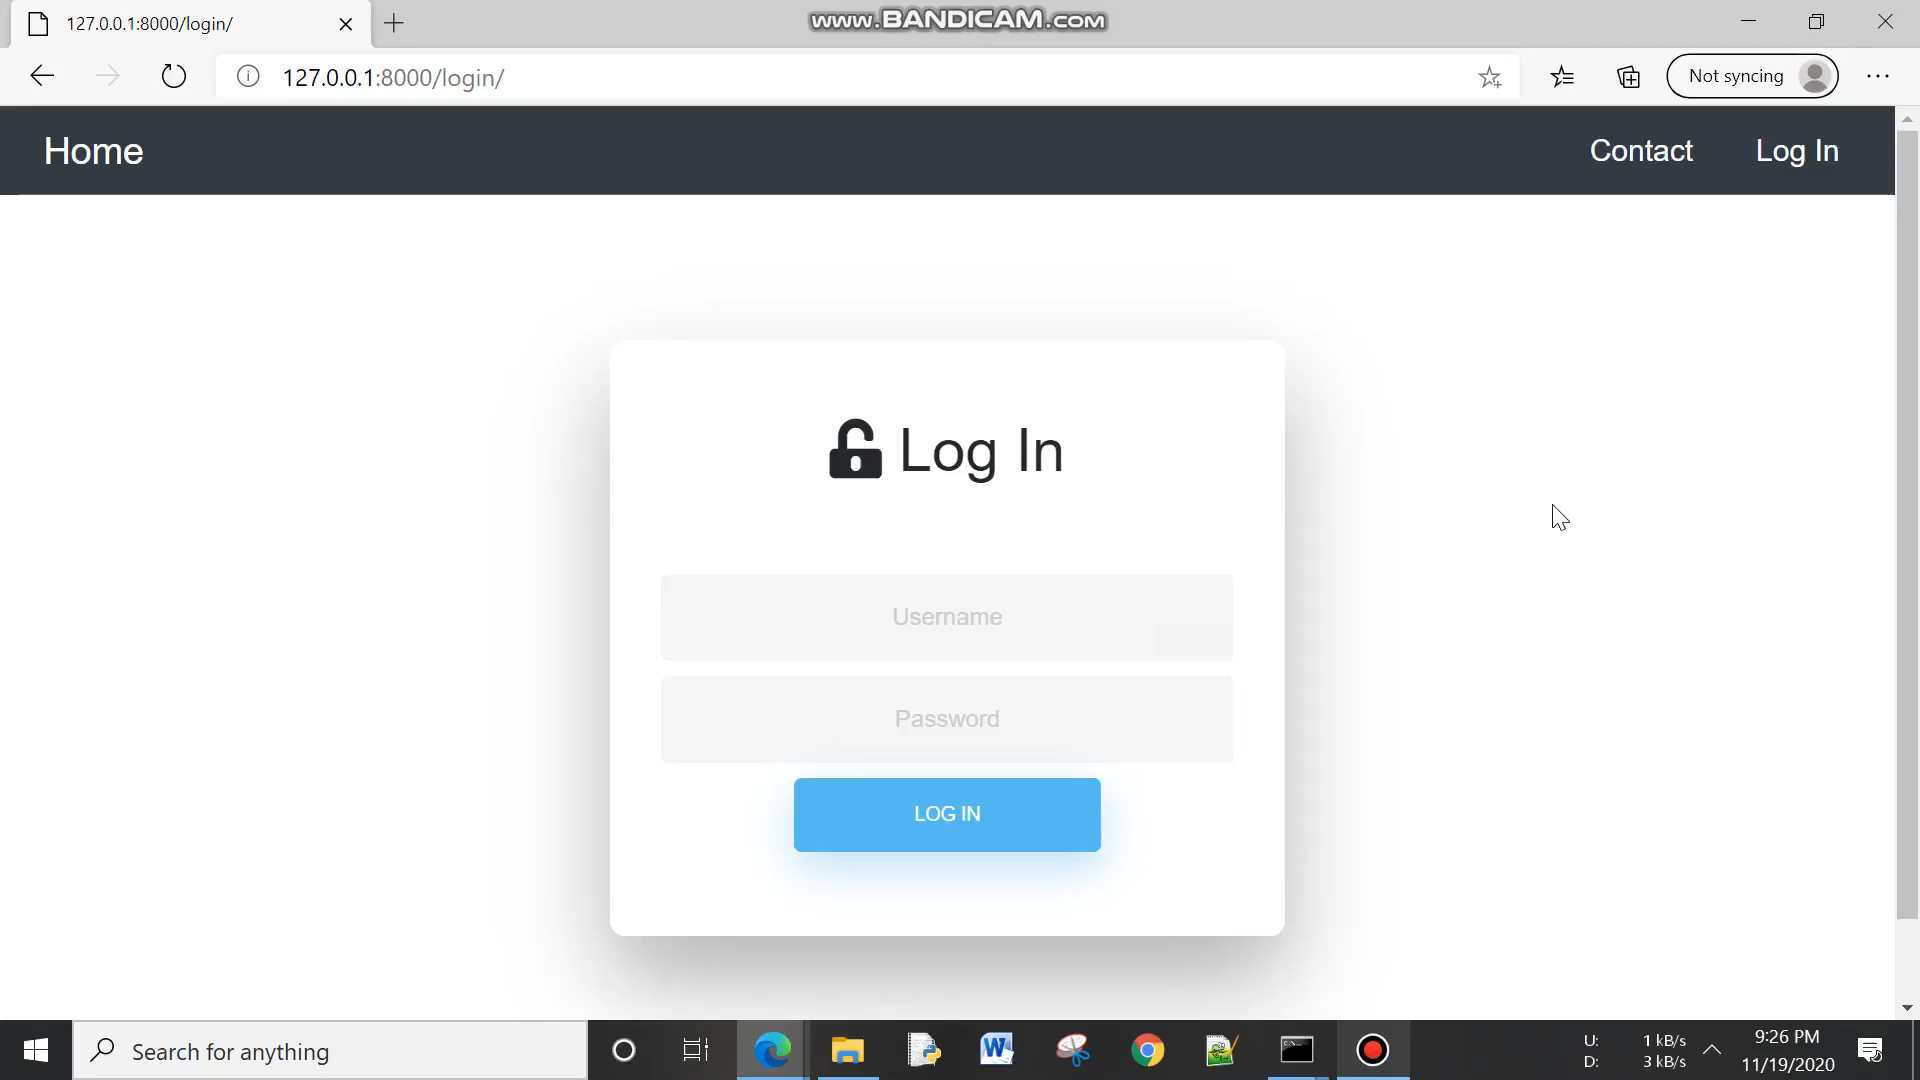 127.0.0.1:8000/login/
www.BANDICAM.COM
127.0.0.1:8000/login/
Not syncing
Home
Contact
Log In
Log In
Username
Password
LOG IN
Search for anything
U: 1 kB/s
D: 3 kB/s
9:26 PM
11/19/2020